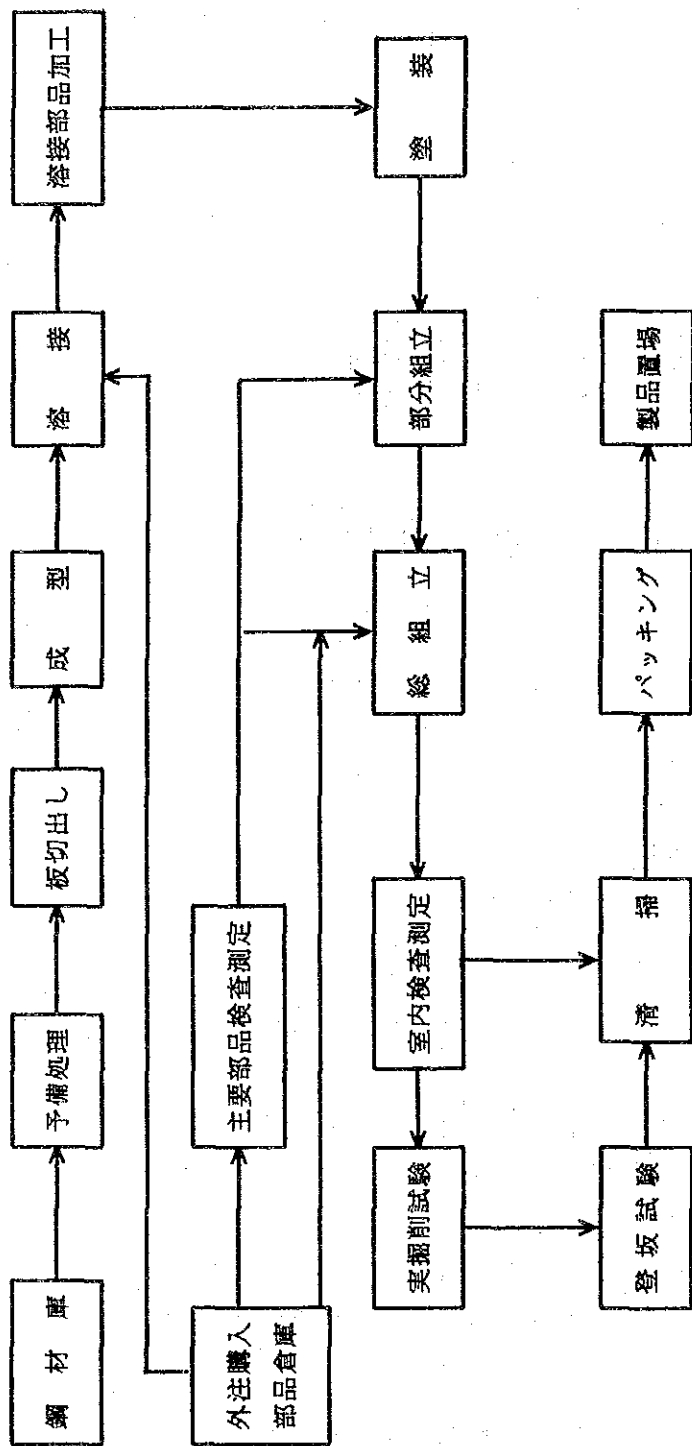 鋼材庫
予備処理
板切出し
成型
溶接
溶接部品加工
外注購入
部品倉庫
主要部品検査測定
塗装
部分組立
総組立
室内検査測定
実掘削試験
登坂試験
清掃
パッキング
製品置場